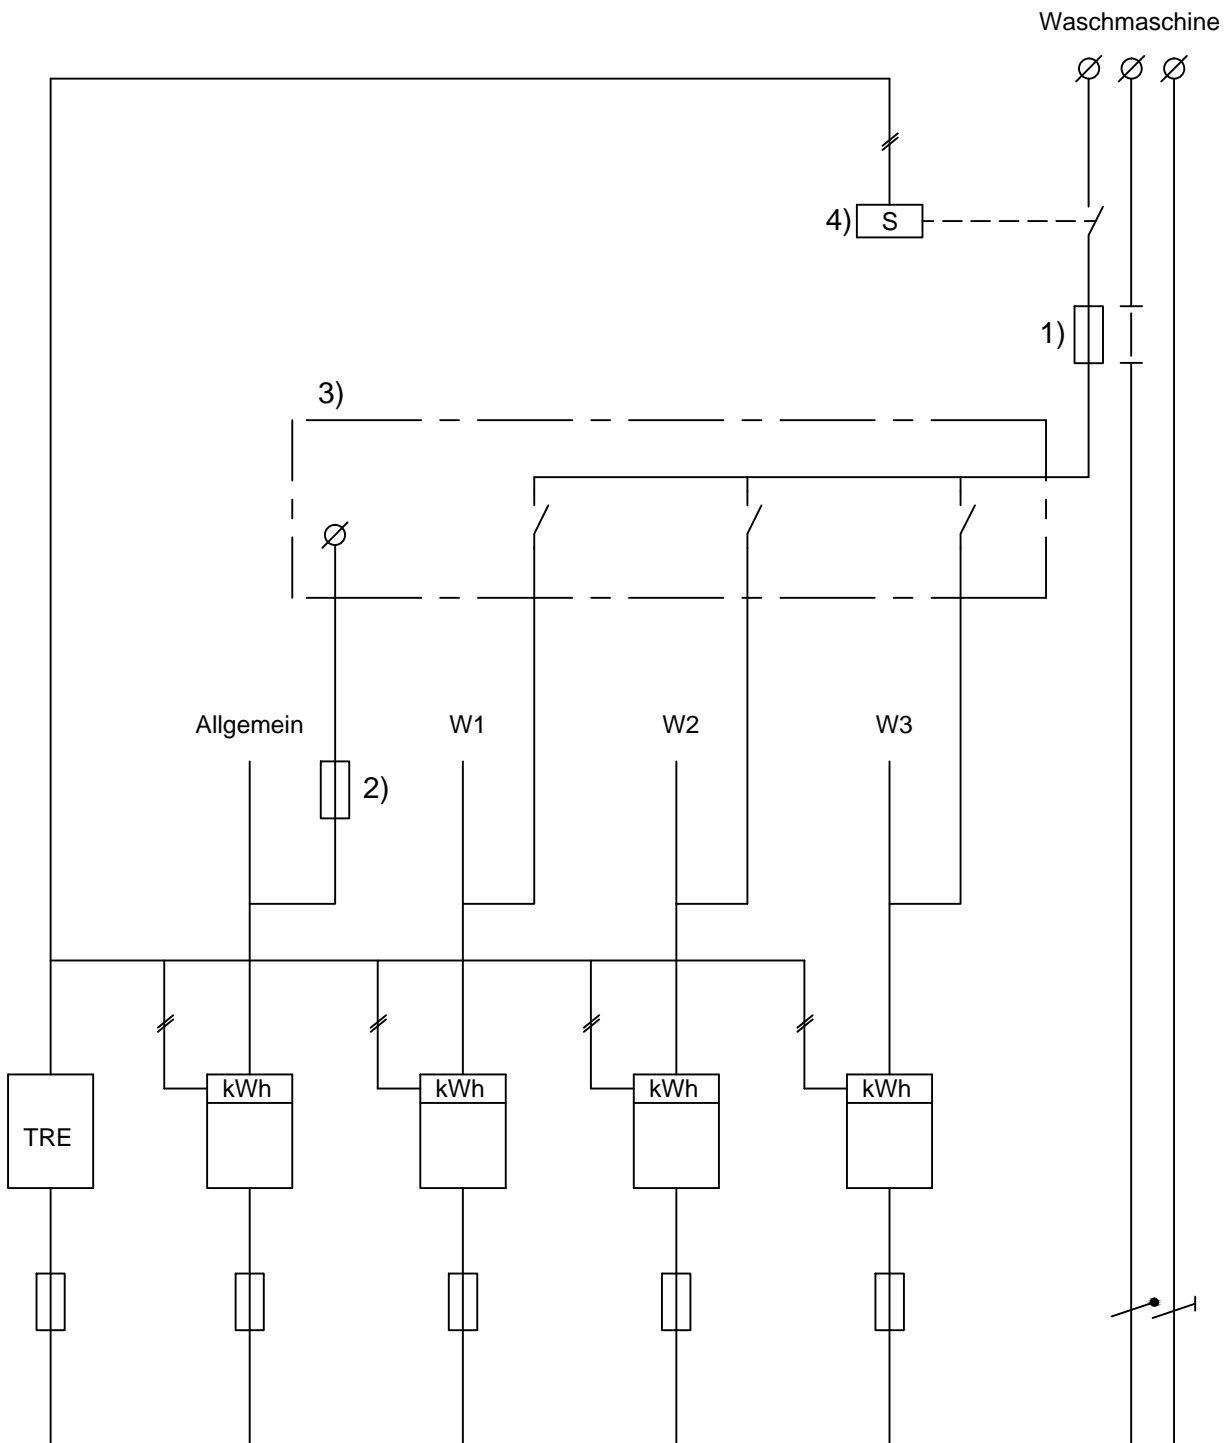 Waschmaschine
4) S
1)
3)
Allgemein W1 W2 W3
2)
kWh kWh kWh kWh
TRE